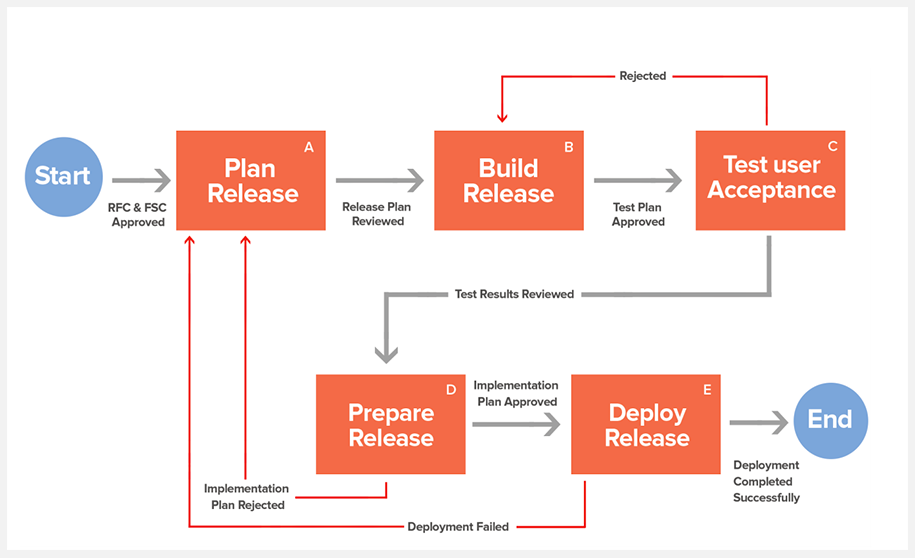 Rejected
A
Plan
Release
B
Build
Release
C
Test user
Acceptance
Start
RFC & FSC
Approved
Release Plan
Reviewed
Test Plan
Approved
Test Results Reviewed
D
Prepare
Release
Implementation
Plan Approved
E
Deploy
Release
End
Deployment
Completed
Successfully
Implementation
Plan Rejected
Deployment Failed